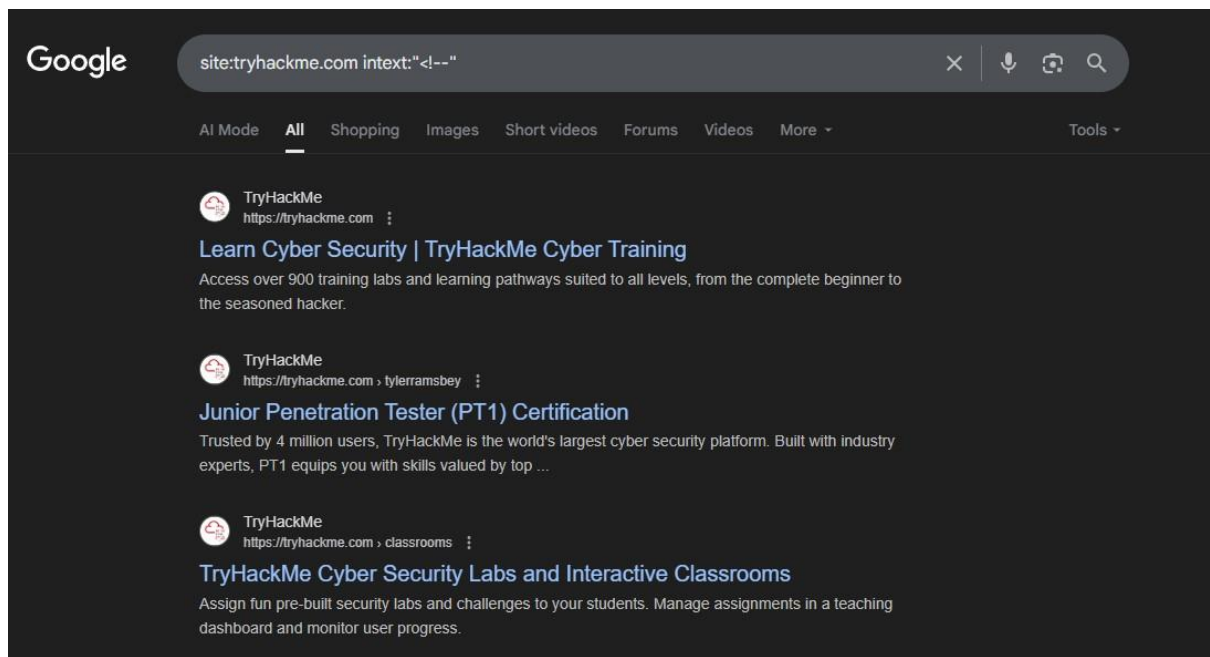 Google
site:tryhackme.com intext:"<!--"
AI Mode All Shopping Images Short videos Forums Videos More Tools
TryHackMe
https://tryhackme.com
Learn Cyber Security | TryHackMe Cyber Training
Access over 900 training labs and learning pathways suited to all levels, from the complete beginner to
the seasoned hacker.
TryHackMe
https://tryhackme.com › tylerramsbey
Junior Penetration Tester (PT1) Certification
Trusted by 4 million users, TryHackMe is the world's largest cyber security platform. Built with industry
experts, PT1 equips you with skills valued by top ...
TryHackMe
https://tryhackme.com › classrooms
TryHackMe Cyber Security Labs and Interactive Classrooms
Assign fun pre-built security labs and challenges to your students. Manage assignments in a teaching
dashboard and monitor user progress.